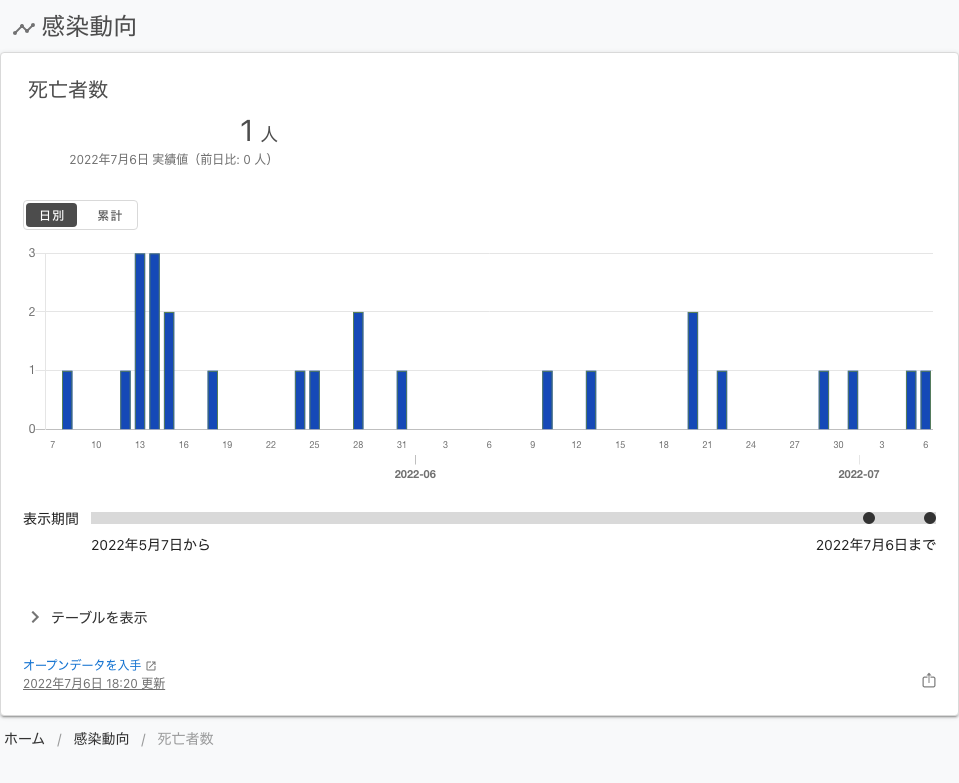 感染動向
死亡者数
1 人
2022年7月6日 実績値（前日比: 0 人）
日別 累計
3
2
1
0
7 10 13 16 19 22 25 28 31 3 6 9 12 15 18 21 24 27 30 3 6
2022-06 2022-07
表示期間
2022年5月7日から 2022年7月6日まで
テーブルを表示
オープンデータを入手
2022年7月6日 18:20 更新
ホーム / 感染動向 / 死亡者数